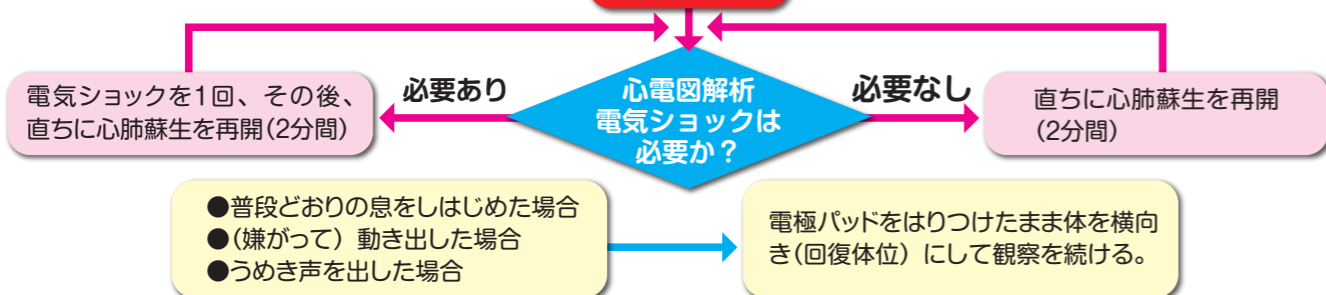 電気ショックを1回、その後、
直ちに心肺蘇生を再開(2分間)
必要あり
心電図解析
電気ショックは
必要か？
必要なし
直ちに心肺蘇生を再開
(2分間)
●普段どおりの息をしはじめた場合
●(嫌がって) 動き出した場合
●うめき声を出した場合
電極パッドをはりつけたまま体を横向
き(回復体位) にして観察を続ける。